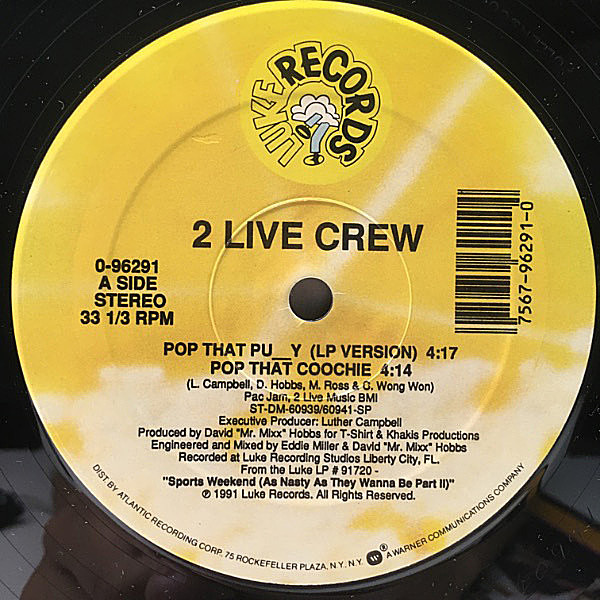 LUKE RECORDS
2 LIVE CREW
0-96291
A SIDE
STEREO
33 1/3 RPM
7567-96291-0
POP THAT PU__Y (LP VERSION) 4:17
POP THAT COOCHIE 4:14
(L. Campbell, D. Hobbs, M. Ross & C. Wong Won)
Pac Jam, 2 Live Music BMI
ST-DM-60939/60941-SP
Executive Producer: Luther Campbell
Produced by David "Mr. Mixx" Hobbs for T-Shirt & Khakis Productions
Engineered and Mixed by Eddie Miller & David "Mr. Mixx" Hobbs
Recorded at Luke Recording Studios Liberty City, FL.
From the Luke LP # 91720 -
"Sports Weekend (As Nasty As They Wanna Be Part II)"
℗ 1991 Luke Records. All Rights Reserved.
DIST. BY ATLANTIC RECORDING CORP. 75 ROCKEFELLER PLAZA, N.Y. N.Y. ® A WARNER COMMUNICATIONS COMPANY